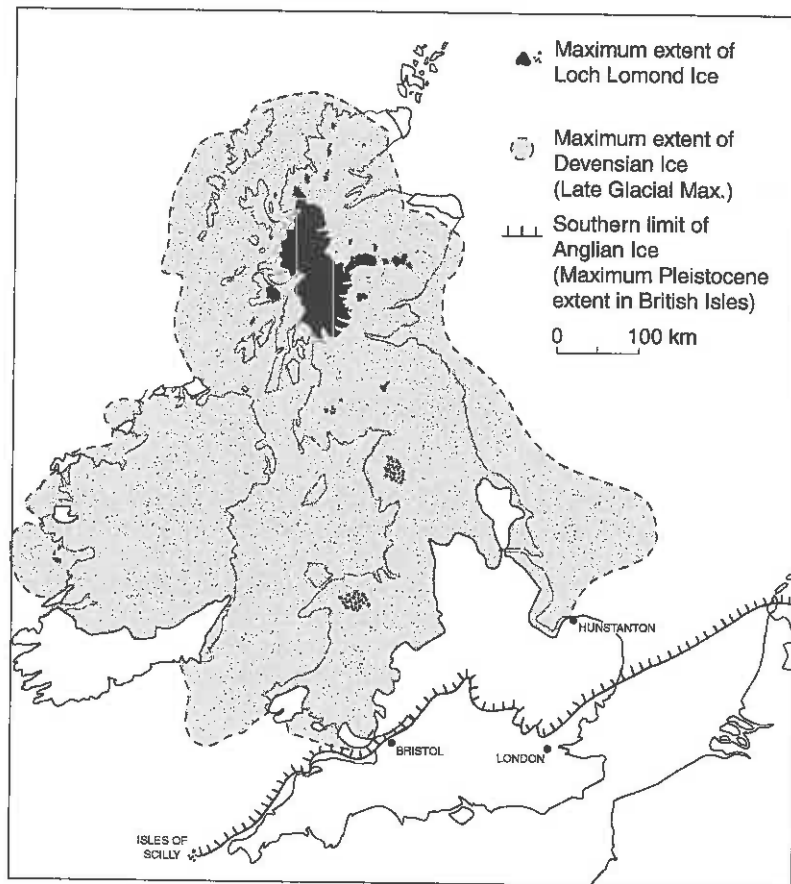 Maximum extent of
Loch Lomond Ice
Maximum extent of
Devensian Ice
(Late Glacial Max.)
Southern limit of
Anglian Ice
(Maximum Pleistocene
extent in British Isles)
0 100 km
HUNSTANTON
BRISTOL
LONDON
ISLES OF
SCILLY